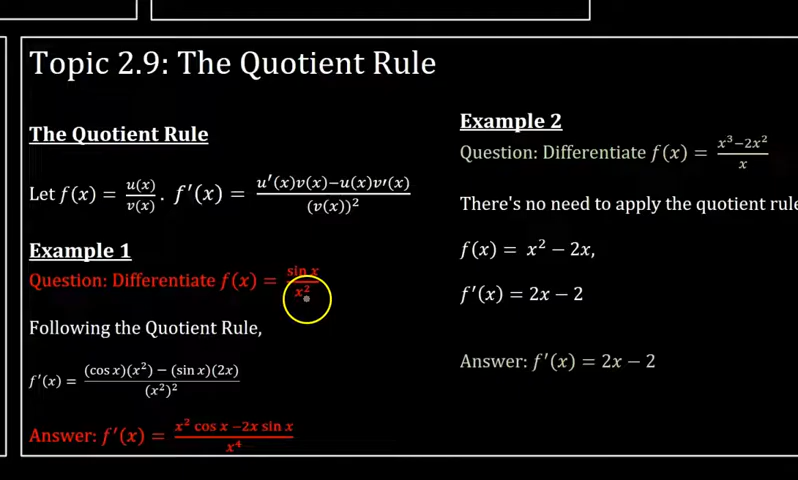 Topic 2.9: The Quotient Rule
The Quotient Rule
Let f(x) = u(x)/v(x). f′(x) = (u′(x)v(x)−u(x)v′(x))/(v(x))²
Example 1
Question: Differentiate f(x) = sin x/x²
Following the Quotient Rule,
f′(x) = ((cos x)(x²) − (sin x)(2x))/(x²)²
Answer: f′(x) = (x² cos x −2x sin x)/x⁴
Example 2
Question: Differentiate f(x) = (x³−2x²)/x
There's no need to apply the quotient rule
f(x) = x² − 2x,
f′(x) = 2x − 2
Answer: f′(x) = 2x − 2